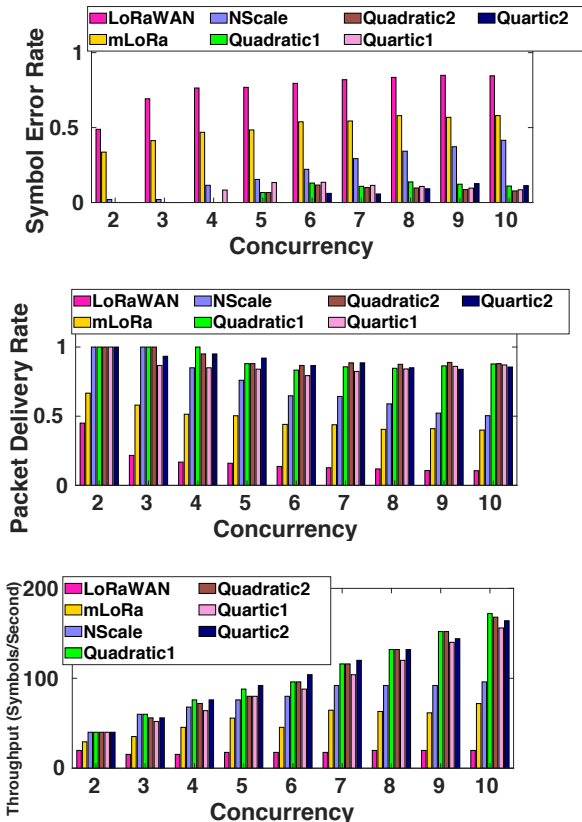 LoRaWAN NScale Quadratic2 Quartic2
mLoRa Quadratic1 Quartic1
1
0.5
0
Symbol Error Rate
2 3 4 5 6 7 8 9 10
Concurrency
LoRaWAN NScale Quadratic2 Quartic2
mLoRa Quadratic1 Quartic1
1
0.5
0
Packet Delivery Rate
2 3 4 5 6 7 8 9 10
Concurrency
200
LoRaWAN Quadratic2
mLoRa Quartic1
NScale Quartic2
Quadratic1
100
0
Throughput (Symbols/Second)
2 3 4 5 6 7 8 9 10
Concurrency